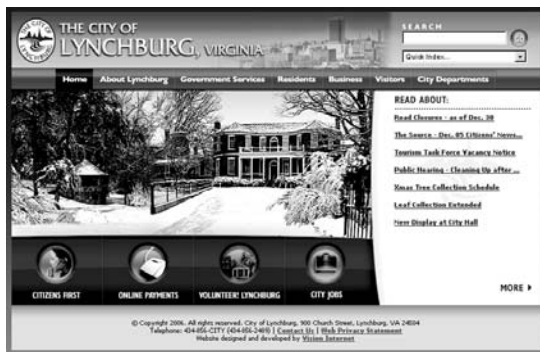 THE CITY OF
LYNCHBURG, VIRGINIA
SEARCH
Quick Index...
Home About Lynchburg Government Services Residents Business Visitors City Departments
READ ABOUT:
Road Closures - as of Dec. 30
The Source - Dec. 05 Citizens' News...
Tourism Task Force Vacancy Notice
Public Hearing - Cleaning Up after ...
Xmas Tree Collection Schedule
Leaf Collection Extended
New Display at City Hall
MORE
CITIZENS FIRST ONLINE PAYMENTS VOLUNTEER! LYNCHBURG CITY JOBS
© Copyright 2006. All rights reserved. City of Lynchburg, 900 Church Street, Lynchburg, VA 24504
Telephone: 434-856-CITY (434-856-2489) | Contact Us | Web Privacy Statement
Website designed and developed by Vision Internet